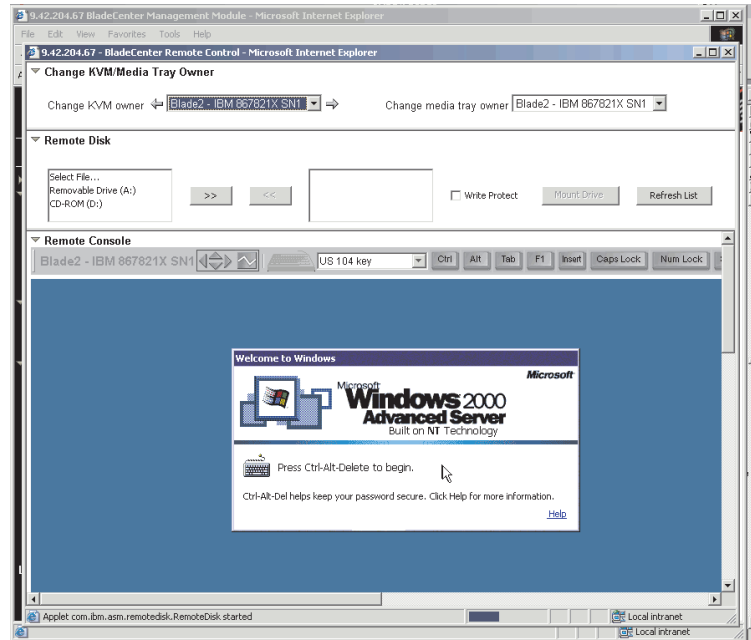 9.42.204.67 BladeCenter Management Module - Microsoft Internet Explorer
File Edit View Favorites Tools Help
9.42.204.67 - BladeCenter Remote Control - Microsoft Internet Explorer
Change KVM/Media Tray Owner
Change KVM owner Blade2 - IBM 867821X SN1 Change media tray owner Blade2 - IBM 867821X SN1
Remote Disk
Select File...
Removable Drive (A:)
CD-ROM (D:)
>> << Write Protect Mount Drive Refresh List
Remote Console
Blade2 - IBM 867821X SN1 US 104 key Ctrl Alt Tab F1 Insert Caps Lock Num Lock
Welcome to Windows
Microsoft
Microsoft
Windows 2000
Advanced Server
Built on NT Technology
Press Ctrl-Alt-Delete to begin.
Ctrl-Alt-Del helps keep your password secure. Click Help for more information.
Help
Applet com.ibm.asm.remotedisk.RemoteDisk started Local intranet
Local intranet